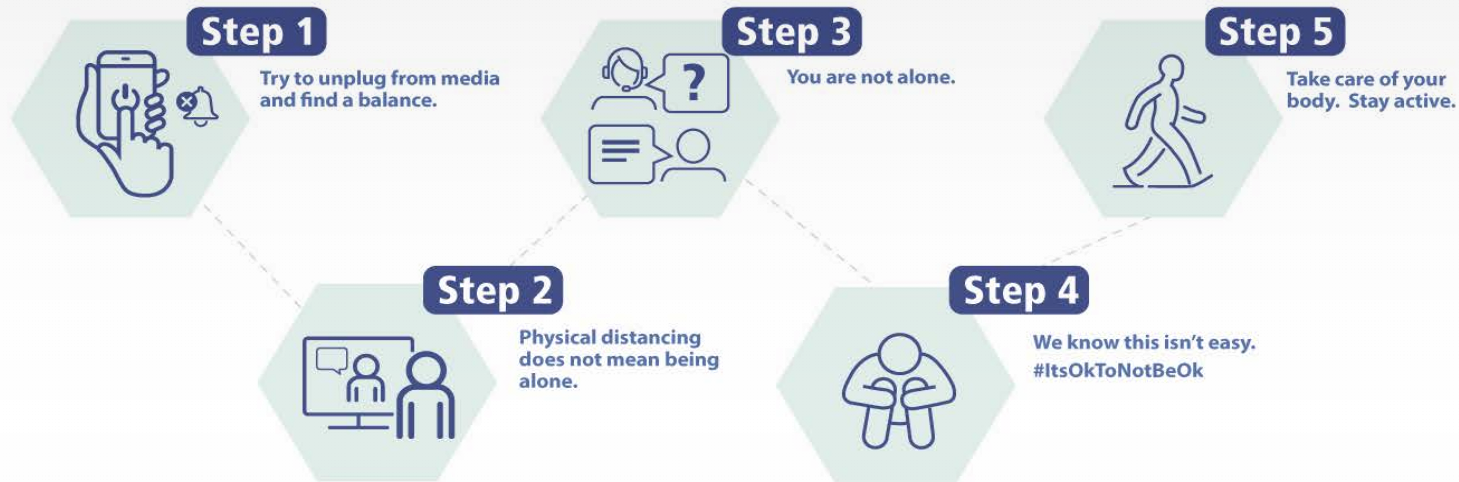 Step 1
Try to unplug from media
and find a balance.
Step 2
Physical distancing
does not mean being
alone.
Step 3
?
You are not alone.
Step 4
We know this isn't easy.
#ItsOkToNotBeOk
Step 5
Take care of your
body. Stay active.